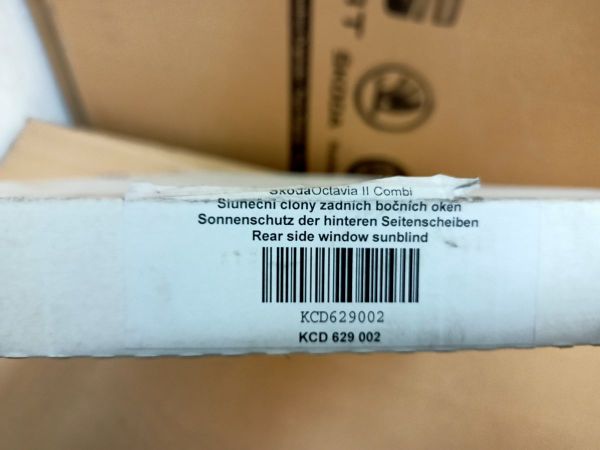 SkodaOctavia II Combi
Sluneční clony zadních bočních oken
Sonnenschutz der hinteren Seitenscheiben
Rear side window sunblind
KCD629002
KCD 629 002